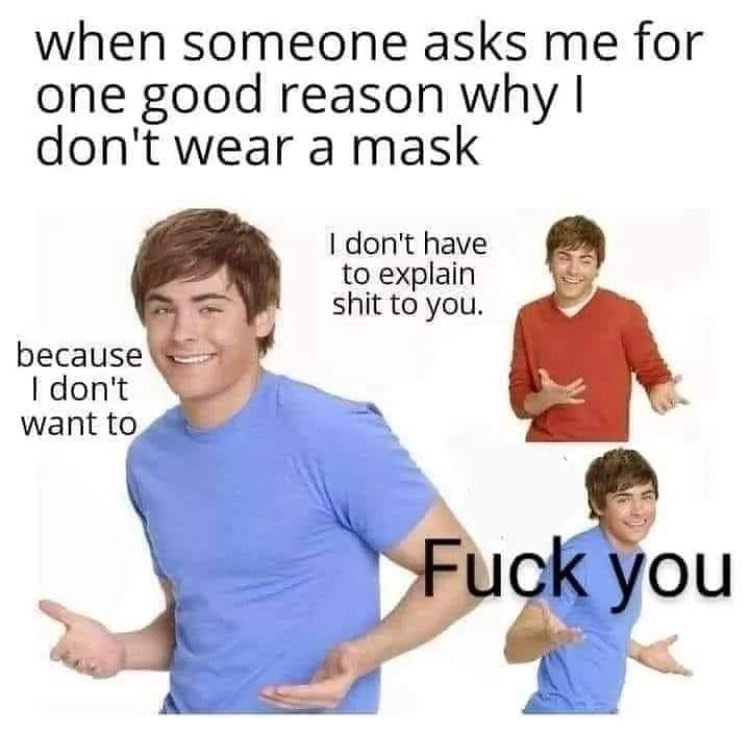 when someone asks me for
one good reason why I
don't wear a mask
I don't have
to explain
shit to you.
because
I don't
want to
Fuck you